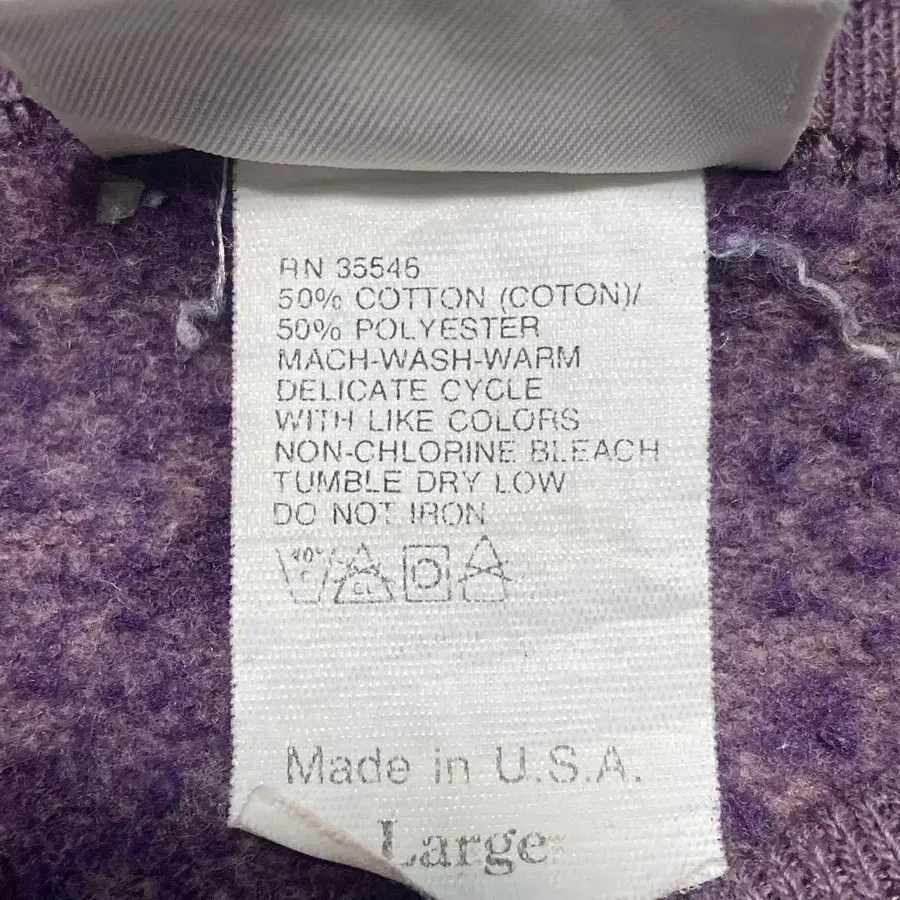 RN 35546
50% COTTON (COTON)/
50% POLYESTER
MACH-WASH-WARM
DELICATE CYCLE
WITH LIKE COLORS
NON-CHLORINE BLEACH
TUMBLE DRY LOW
DO NOT IRON
40°C CL
Made in U.S.A.
Large